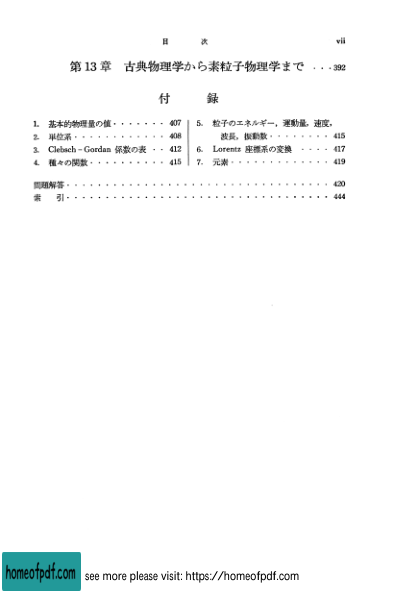 目 次 vii
第13章 古典物理学から素粒子物理学まで ...392
付 録
1. 基本的物理量の値 ······· 407
2. 単位系 ············ 408
3. Clebsch-Gordan 係数の表 ·· 412
4. 種々の関数 ·········· 415
5. 粒子のエネルギー, 運動量, 速度,
波長, 振動数 ········ 415
6. Lorentz 座標系の変換 ···· 417
7. 元素 ············· 419
問題解答 ·································· 420
索 引 ·································· 444
homeofpdf.com
see more please visit: https://homeofpdf.com